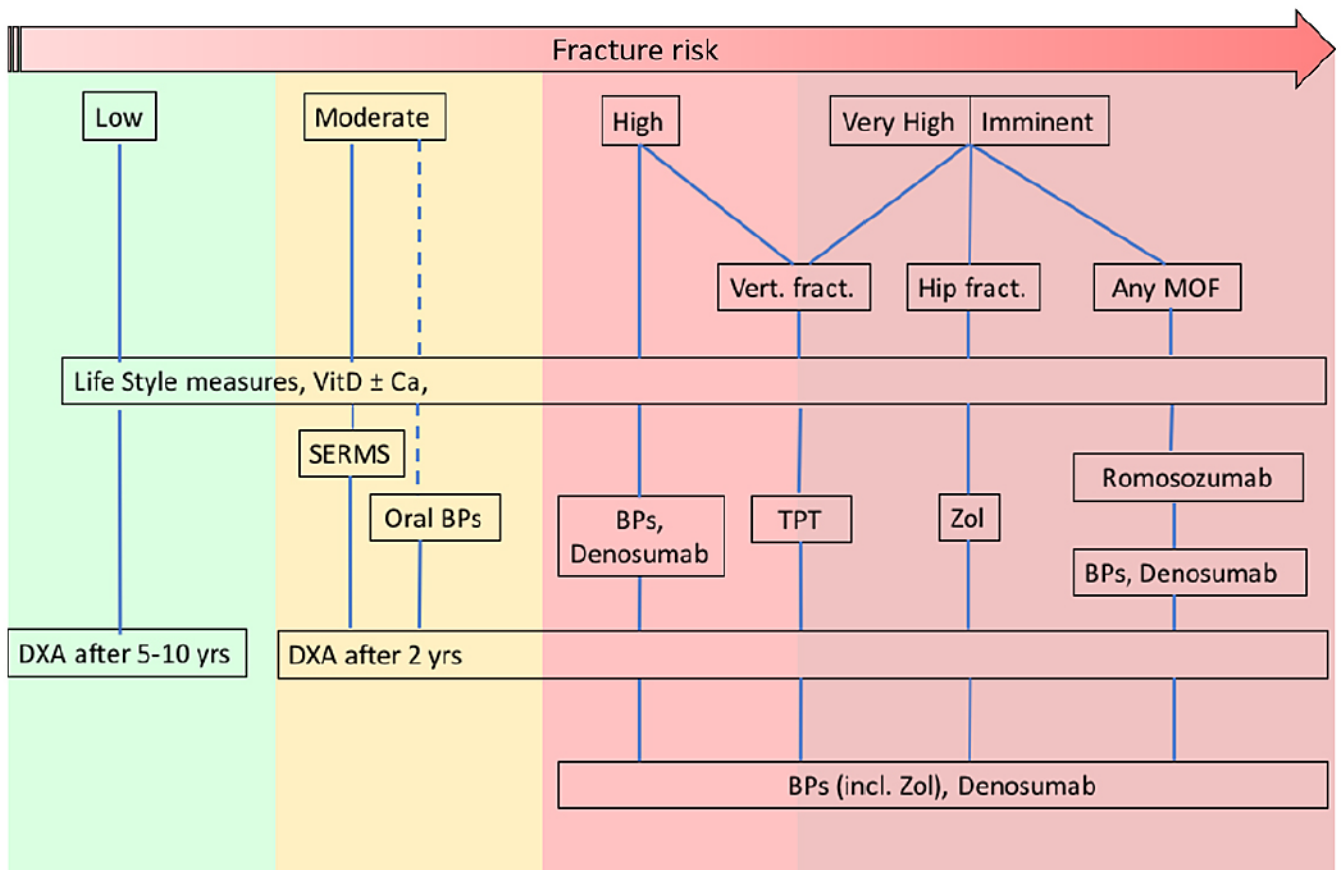 Fracture risk
Low
Moderate
High
Very High
Imminent
Vert. fract.
Hip fract.
Any MOF
Life Style measures, VitD ± Ca,
SERMS
Oral BPs
BPs,
Denosumab
TPT
Zol
Romosozumab
BPs, Denosumab
DXA after 5-10 yrs
DXA after 2 yrs
BPs (incl. Zol), Denosumab